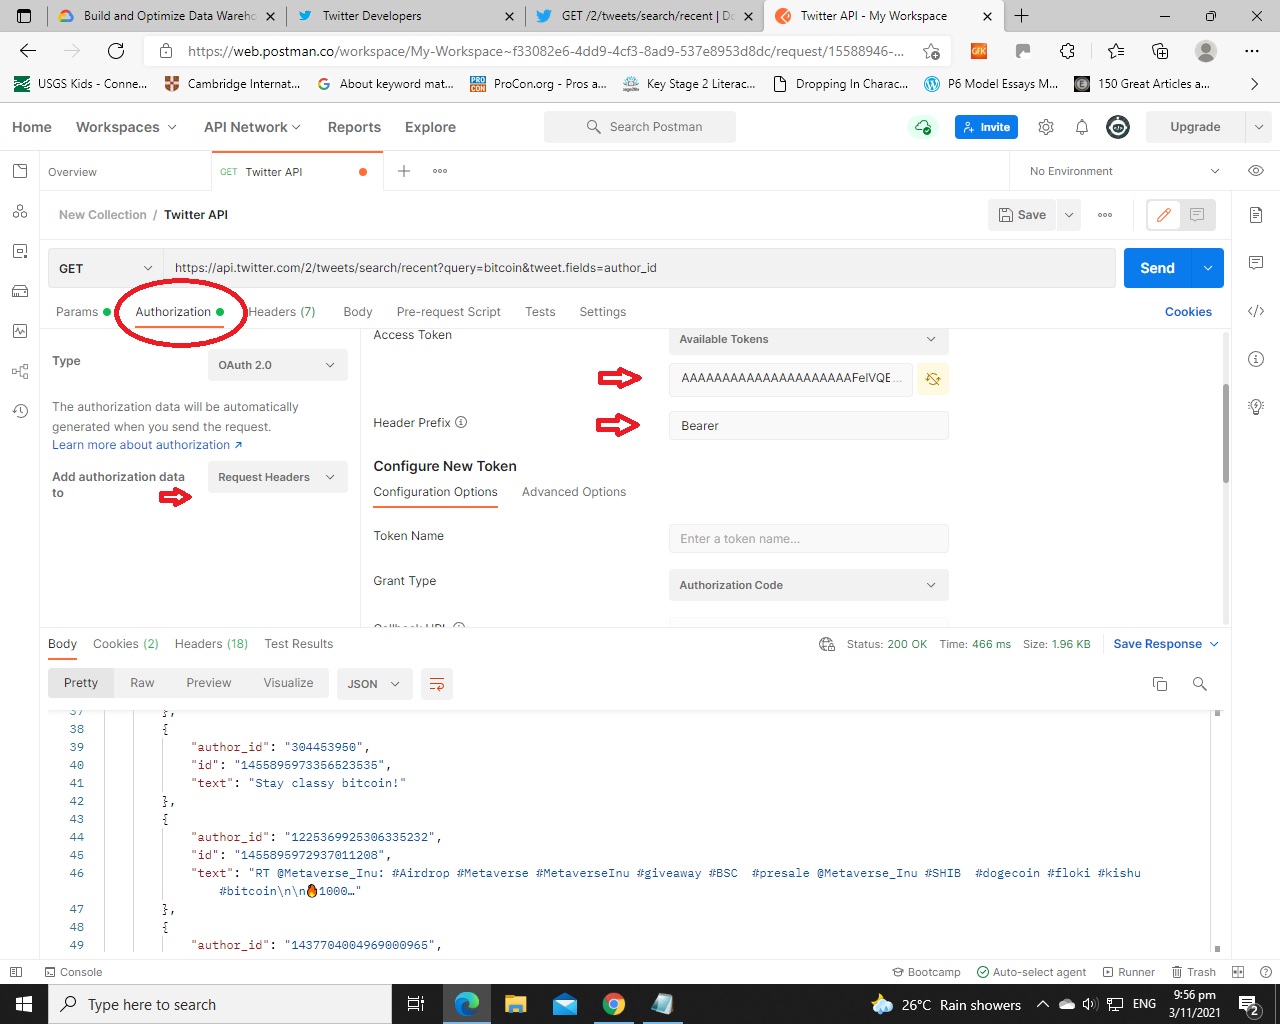 Build and Optimize Data Wareho
Twitter Developers
GET /2/tweets/search/recent | Do
Twitter API - My Workspace
https://web.postman.co/workspace/My-Workspace~f33082e6-4dd9-4cf3-8ad9-537e8953d8dc/request/15588946-...
USGS Kids - Conne...
Cambridge Internat...
About keyword mat...
ProCon.org - Pros a...
Key Stage 2 Literac...
Dropping In Charac...
P6 Model Essays M...
150 Great Articles a...
Home
Workspaces
API Network
Reports
Explore
Search Postman
Invite
Upgrade
Overview
GET Twitter API
No Environment
New Collection / Twitter API
Save
GET
https://api.twitter.com/2/tweets/search/recent?query=bitcoin&tweet.fields=author_id
Send
Params
Authorization
Headers (7)
Body
Pre-request Script
Tests
Settings
Cookies
Type
OAuth 2.0
The authorization data will be automatically
generated when you send the request.
Learn more about authorization ↗
Add authorization data
to
Request Headers
Access Token
Available Tokens
AAAAAAAAAAAAAAAAAAAAAFelVQE...
Header Prefix
Bearer
Configure New Token
Configuration Options
Advanced Options
Token Name
Enter a token name...
Grant Type
Authorization Code
Callback URL
Body
Cookies (2)
Headers (18)
Test Results
Status: 200 OK
Time: 466 ms
Size: 1.96 KB
Save Response
Pretty
Raw
Preview
Visualize
JSON
37 },
38 {
39 "author_id": "304453950",
40 "id": "1455895973356523535",
41 "text": "Stay classy bitcoin!"
42 },
43 {
44 "author_id": "1225369925306335232",
45 "id": "1455895972937011208",
46 "text": "RT @Metaverse_Inu: #Airdrop #Metaverse #MetaverseInu #giveaway #BSC  #presale @Metaverse_Inu #SHIB  #dogecoin #floki #kishu
#bitcoin\n\n🔥1000…"
47 },
48 {
49 "author_id": "1437704004969000965",
Console
Bootcamp
Auto-select agent
Runner
Trash
Type here to search
26°C Rain showers
ENG
9:56 pm
3/11/2021
2